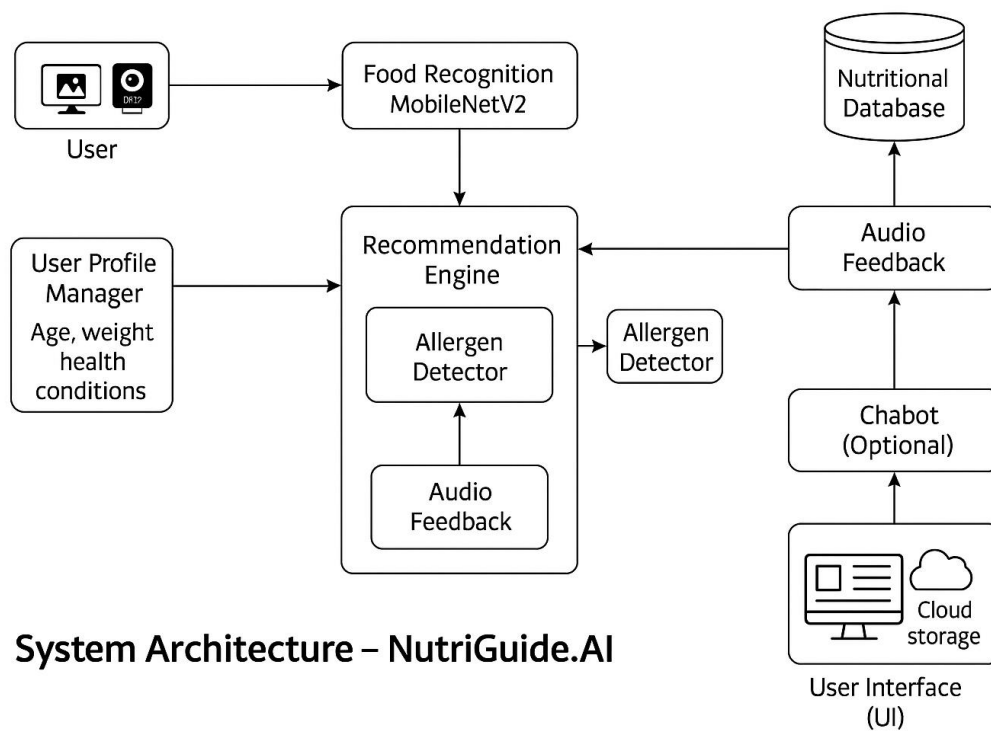 Food Recognition
MobileNetV2
User
Nutritional
Database
User Profile
Manager
Age, weight
health
conditions
Recommendation
Engine
Allergen
Detector
Audio
Feedback
Allergen
Detector
Audio
Feedback
Chabot
(Optional)
Cloud
storage
User Interface
(UI)
System Architecture – NutriGuide.AI